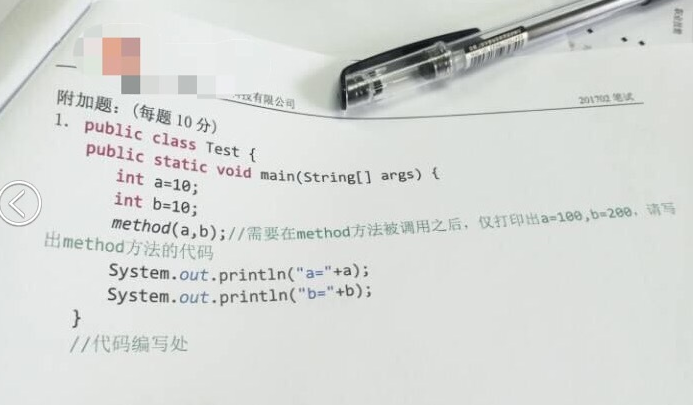 技有限公司
201702 笔试
附加题：(每题 10 分)
1. public class Test {
public static void main(String[] args) {
int a=10;
int b=10;
method(a,b);//需要在method方法被调用之后，仅打印出a=100,b=200，请写
出method方法的代码
System.out.println("a="+a);
System.out.println("b="+b);
}
//代码编写处